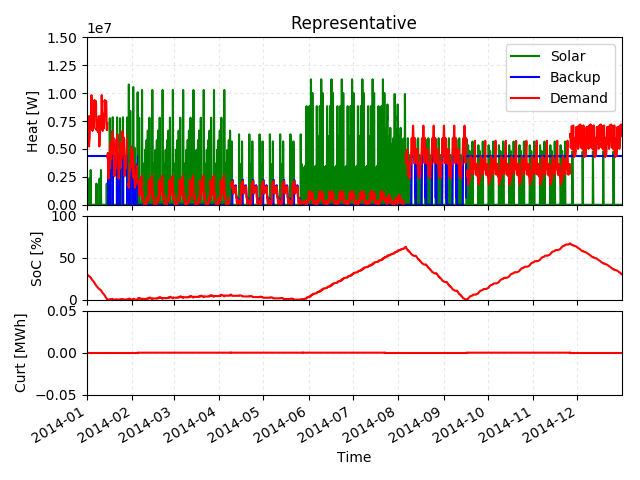 Representative
1e7
1.50
1.25
1.00
0.75
0.50
0.25
0.00
Heat [W]
Solar
Backup
Demand
100
50
0
SoC [%]
0.05
0.00
−0.05
Curt [MWh]
2014-01
2014-02
2014-03
2014-04
2014-05
2014-06
2014-07
2014-08
2014-09
2014-10
2014-11
2014-12
Time